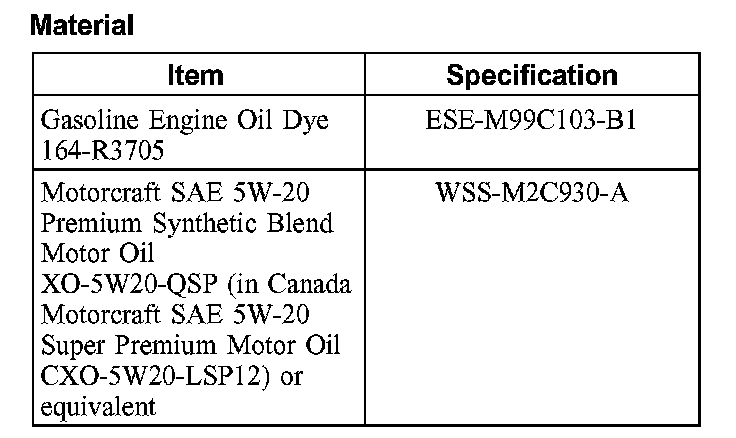 Material
Item
Specification
Gasoline Engine Oil Dye
164-R3705
ESE-M99C103-B1
Motorcraft SAE 5W-20
Premium Synthetic Blend
Motor Oil
XO-5W20-QSP (in Canada
Motorcraft SAE 5W-20
Super Premium Motor Oil
CXO-5W20-LSP12) or
equivalent
WSS-M2C930-A